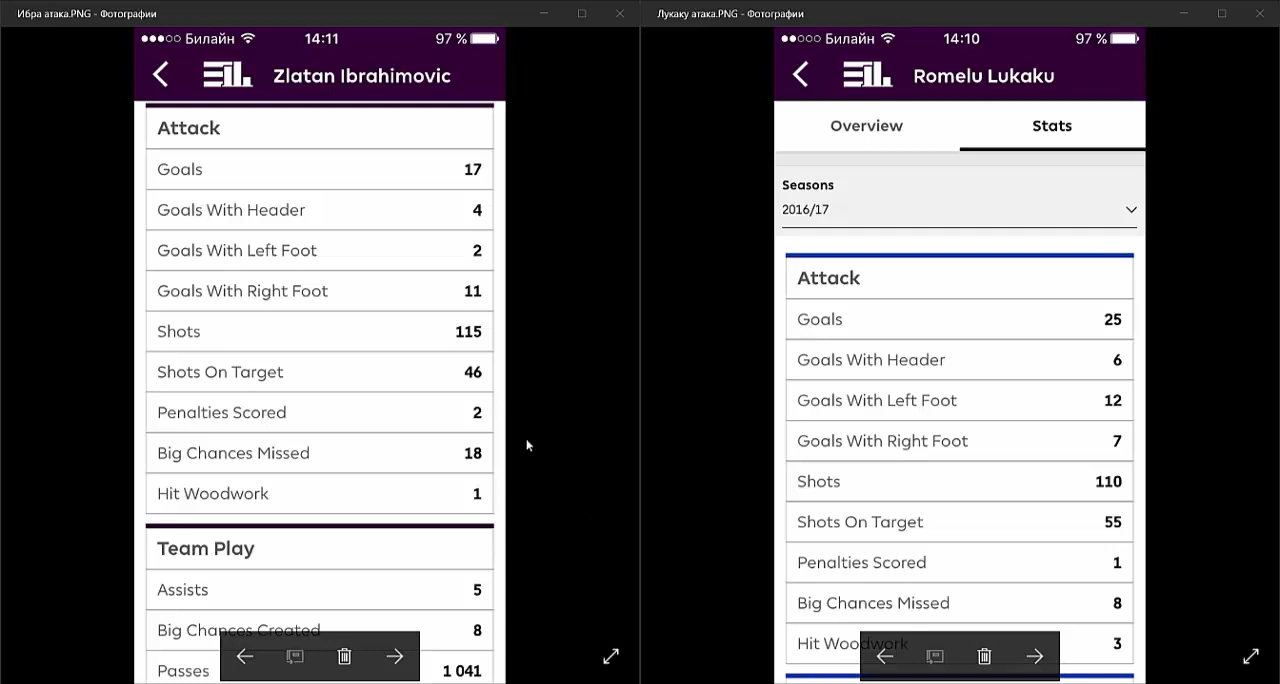 Ибра атака.PNG - Фотографии
Билайн 14:11 97 %
Zlatan Ibrahimovic
Attack
Goals 17
Goals With Header 4
Goals With Left Foot 2
Goals With Right Foot 11
Shots 115
Shots On Target 46
Penalties Scored 2
Big Chances Missed 18
Hit Woodwork 1
Team Play
Assists 5
Big Chances Created 8
Passes 1 041
Лукаку атака.PNG - Фотографии
Билайн 14:10 97 %
Romelu Lukaku
Overview Stats
Seasons
2016/17
Attack
Goals 25
Goals With Header 6
Goals With Left Foot 12
Goals With Right Foot 7
Shots 110
Shots On Target 55
Penalties Scored 1
Big Chances Missed 8
Hit Woodwork 3